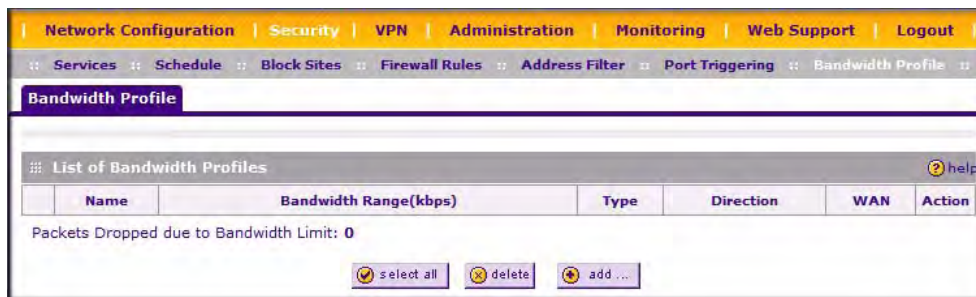 Network Configuration | Security | VPN | Administration | Monitoring | Web Support | Logout
Services :: Schedule :: Block Sites :: Firewall Rules :: Address Filter :: Port Triggering :: Bandwidth Profile
Bandwidth Profile
List of Bandwidth Profiles ? help
Name Bandwidth Range(kbps) Type Direction WAN Action
Packets Dropped due to Bandwidth Limit: 0
select all delete add ...